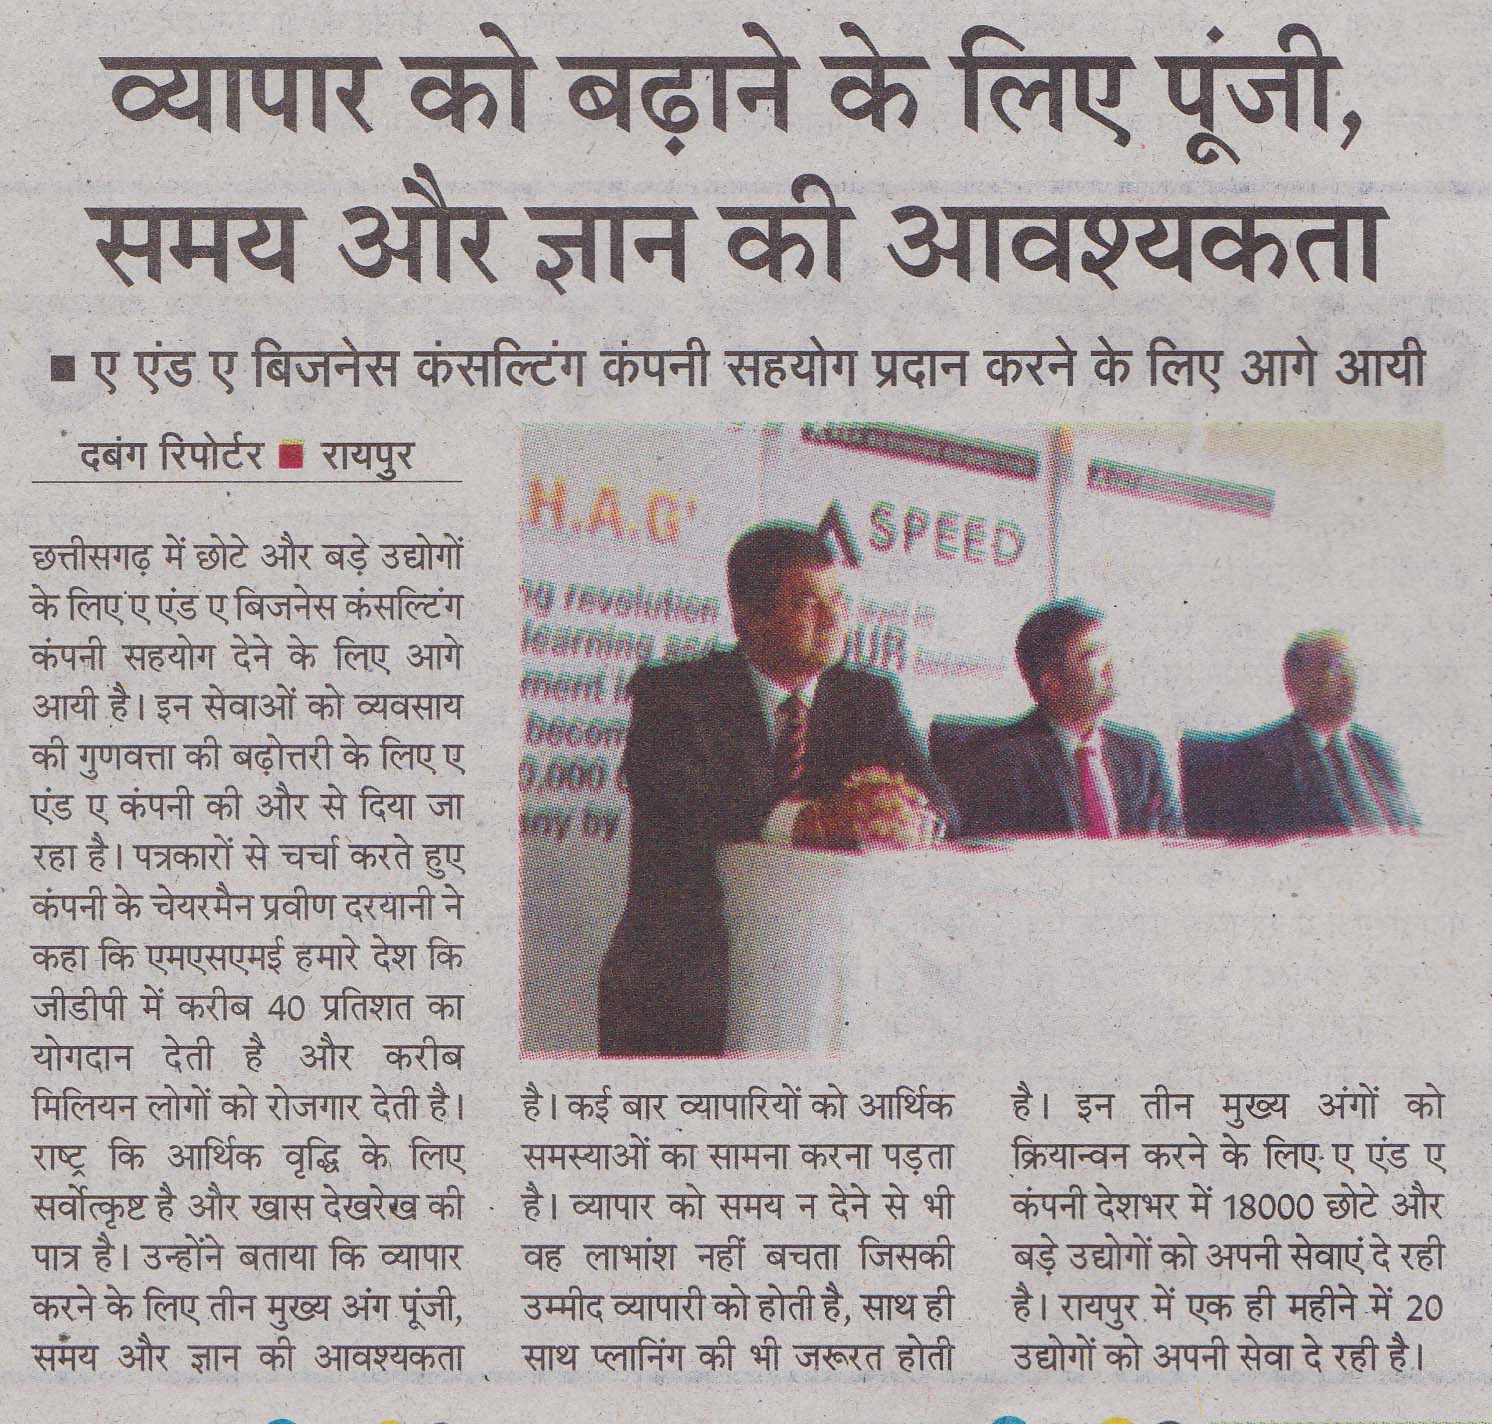 व्यापार को बढ़ाने के लिए पूंजी,
समय और ज्ञान की आवश्यकता
■ ए एंड ए बिजनेस कंसल्टिंग कंपनी सहयोग प्रदान करने के लिए आगे आयी
दबंग रिपोर्टर ■ रायपुर
छत्तीसगढ़ में छोटे और बड़े उद्योगों
के लिए ए एंड ए बिजनेस कंसल्टिंग
कंपनी सहयोग देने के लिए आगे
आयी है। इन सेवाओं को व्यवसाय
की गुणवत्ता की बढ़ोत्तरी के लिए ए
एंड ए कंपनी की और से दिया जा
रहा है। पत्रकारों से चर्चा करते हुए
कंपनी के चेयरमैन प्रवीण दरयानी ने
कहा कि एमएसएमई हमारे देश कि
जीडीपी में करीब 40 प्रतिशत का
योगदान देती है और करीब
मिलियन लोगों को रोजगार देती है।
राष्ट्र कि आर्थिक वृद्धि के लिए
सर्वोत्कृष्ट है और खास देखरेख की
पात्र है। उन्होंने बताया कि व्यापार
करने के लिए तीन मुख्य अंग पूंजी,
समय और ज्ञान की आवश्यकता
H.A.G'
SPEED
ng revolution
learning and
OUR
ment
becom
0,000
any by
है। कई बार व्यापारियों को आर्थिक
समस्याओं का सामना करना पड़ता
है। व्यापार को समय न देने से भी
वह लाभांश नहीं बचता जिसकी
उम्मीद व्यापारी को होती है, साथ ही
साथ प्लानिंग की भी जरूरत होती
है। इन तीन मुख्य अंगों को
क्रियान्वन करने के लिए ए एंड ए
कंपनी देशभर में 18000 छोटे और
बड़े उद्योगों को अपनी सेवाएं दे रही
है। रायपुर में एक ही महीने में 20
उद्योगों को अपनी सेवा दे रही है।